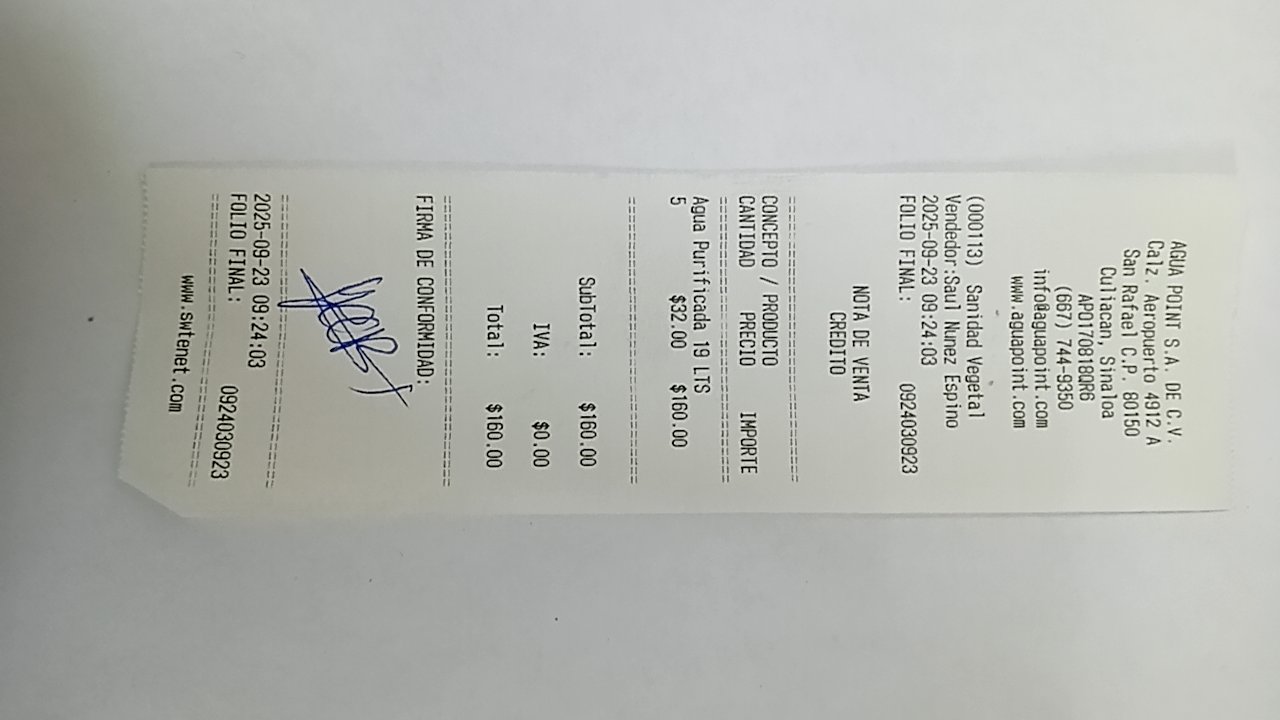 AGUA POINT S.A. DE C.V.
Calz. Aeropuerto 4912 A
San Rafael C.P. 80150
Culiacan, Sinaloa
APO170818QR6
(667) 744-9350
info@aguapoint.com
www.aguapoint.com
(000113) Sanidad Vegetal
Vendedor:Saul Nunez Espino
2025-09-23 09:24:03
FOLIO FINAL: 0924030923
NOTA DE VENTA
CREDITO
CONCEPTO / PRODUCTO
CANTIDAD PRECIO IMPORTE
Agua Purificada 19 LTS
5 $32.00 $160.00
SubTotal: $160.00
IVA: $0.00
Total: $160.00
FIRMA DE CONFORMIDAD:
2025-09-23 09:24:03
FOLIO FINAL: 0924030923
www.swtenet.com